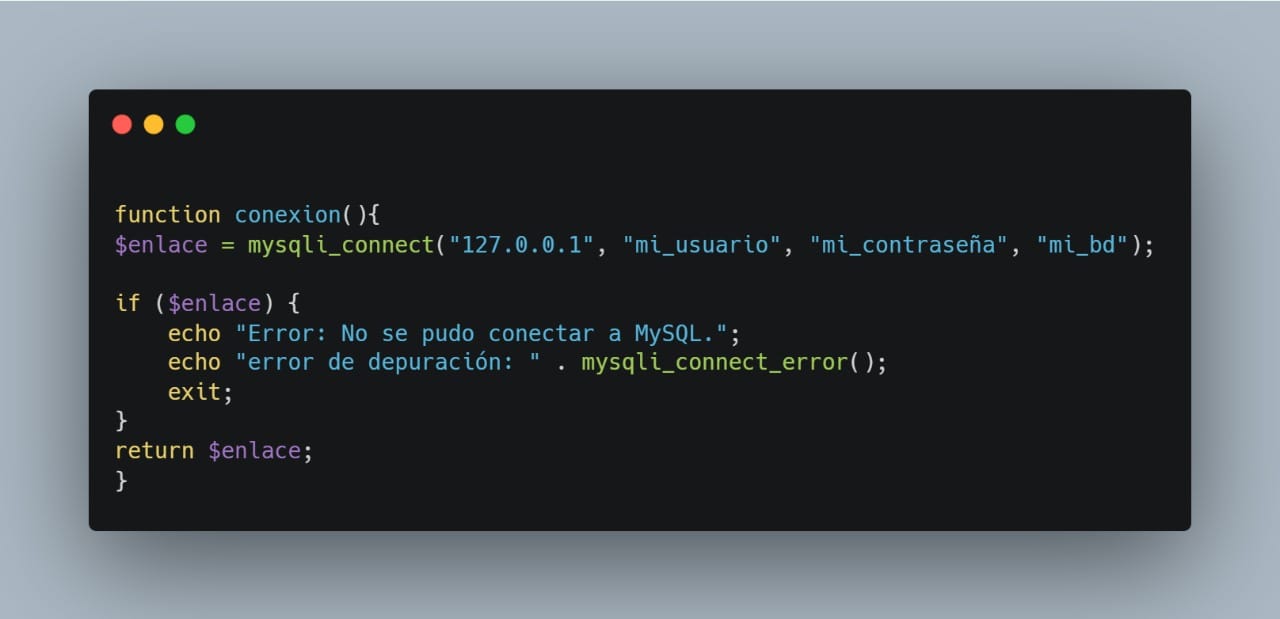 function conexion(){
$enlace = mysqli_connect("127.0.0.1", "mi_usuario", "mi_contraseña", "mi_bd");
if ($enlace) {
    echo "Error: No se pudo conectar a MySQL.";
    echo "error de depuración: " . mysqli_connect_error();
    exit;
}
return $enlace;
}